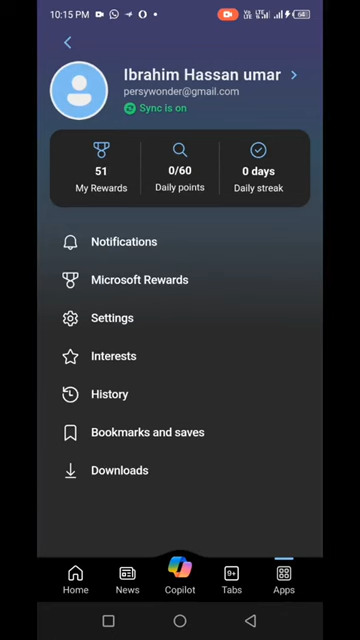 10:15 PM
64
Ibrahim Hassan umar
persywonder@gmail.com
Sync is on
51
My Rewards
0/60
Daily points
0 days
Daily streak
Notifications
Microsoft Rewards
Settings
Interests
History
Bookmarks and saves
Downloads
9+
Home
News
Copilot
Tabs
Apps